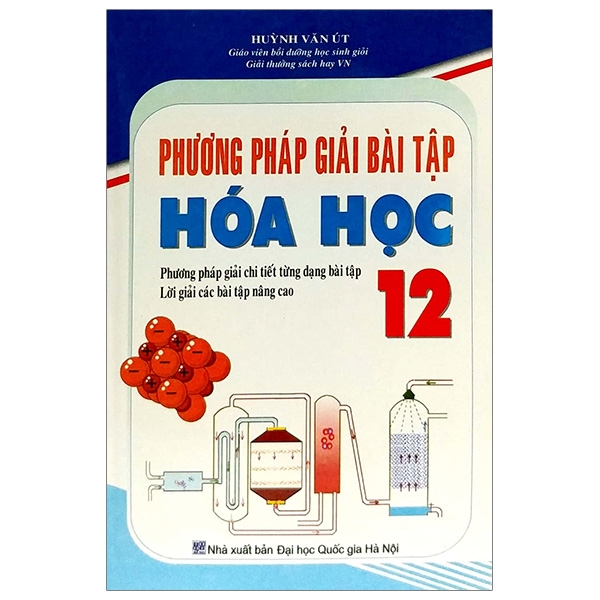 HUỲNH VĂN ÚT
Giáo viên bồi dưỡng học sinh giỏi
Giải thưởng sách hay VN
PHƯƠNG PHÁP GIẢI BÀI TẬP
HÓA HỌC
Phương pháp giải chi tiết từng dạng bài tập
Lời giải các bài tập nâng cao
12
Nhà xuất bản Đại học Quốc gia Hà Nội